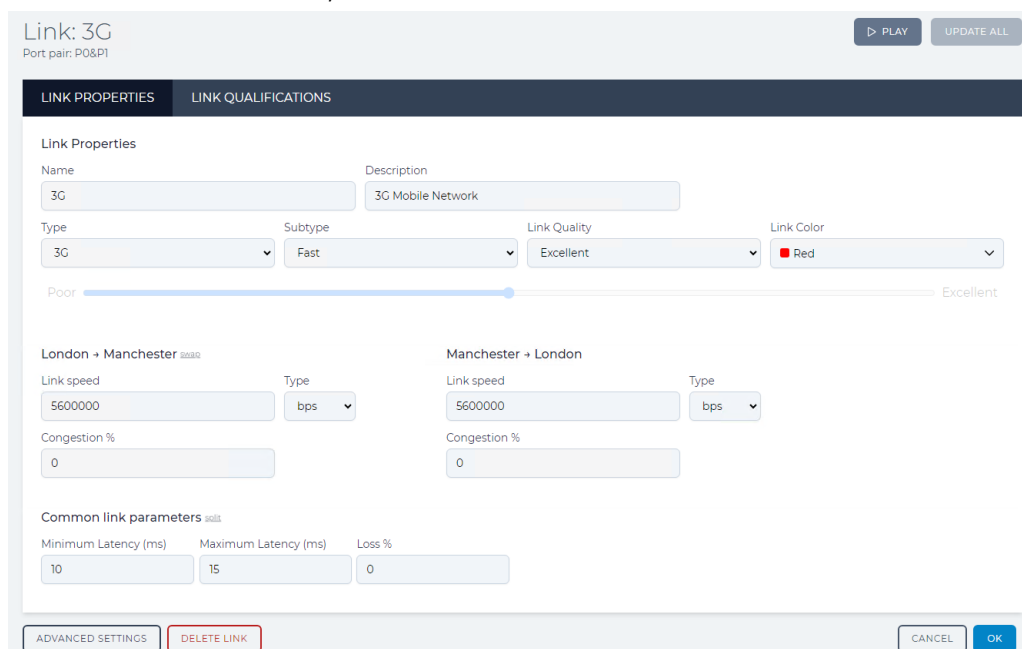 Link: 3G
PLAY
UPDATE ALL
Port pair: P0&P1
LINK PROPERTIES LINK QUALIFICATIONS
Link Properties
Name Description
3G 3G Mobile Network
Type Subtype Link Quality Link Color
3G Fast Excellent Red
Poor Excellent
London → Manchester swap Manchester → London
Link speed Type Link speed Type
5600000 bps 5600000 bps
Congestion % Congestion %
0 0
Common link parameters split
Minimum Latency (ms) Maximum Latency (ms) Loss %
10 15 0
ADVANCED SETTINGS DELETE LINK CANCEL OK